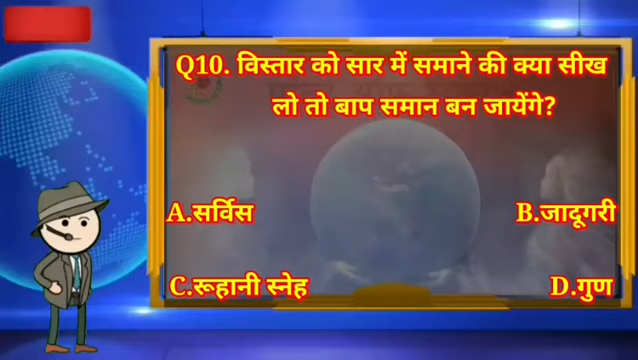 Q10. विस्तार को सार में समाने की क्या सीख
लो तो बाप समान बन जायेंगे?
A.सर्विस
B.जादूगरी
C.रूहानी स्नेह
D.गुण